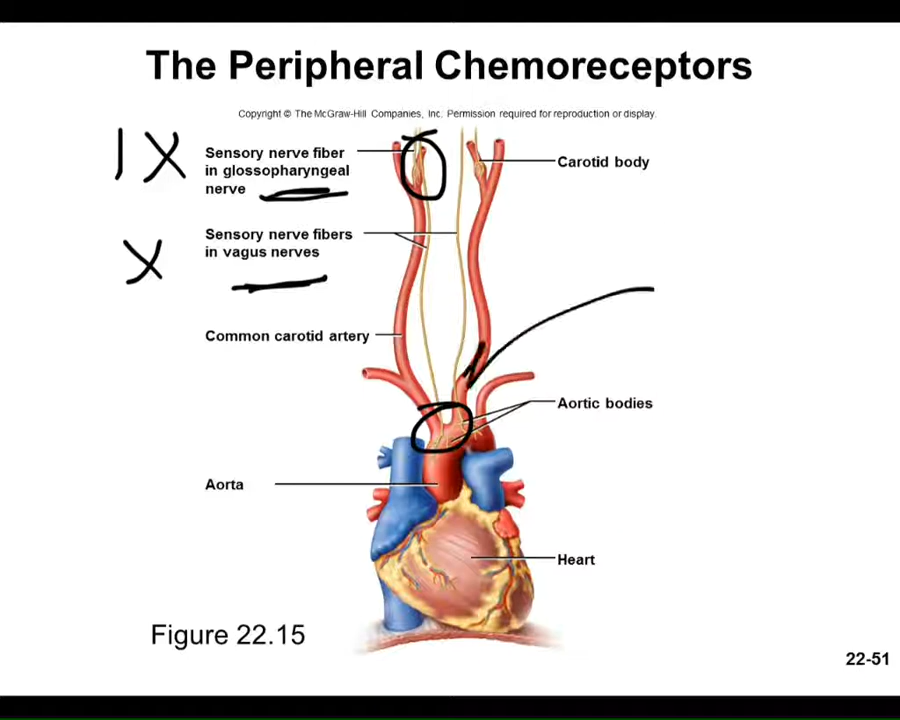 The Peripheral Chemoreceptors
Copyright © The McGraw-Hill Companies, Inc. Permission required for reproduction or display.
IX
Sensory nerve fiber
in glossopharyngeal
nerve
Carotid body
X
Sensory nerve fibers
in vagus nerves
Common carotid artery
Aortic bodies
Aorta
Heart
Figure 22.15
22-51